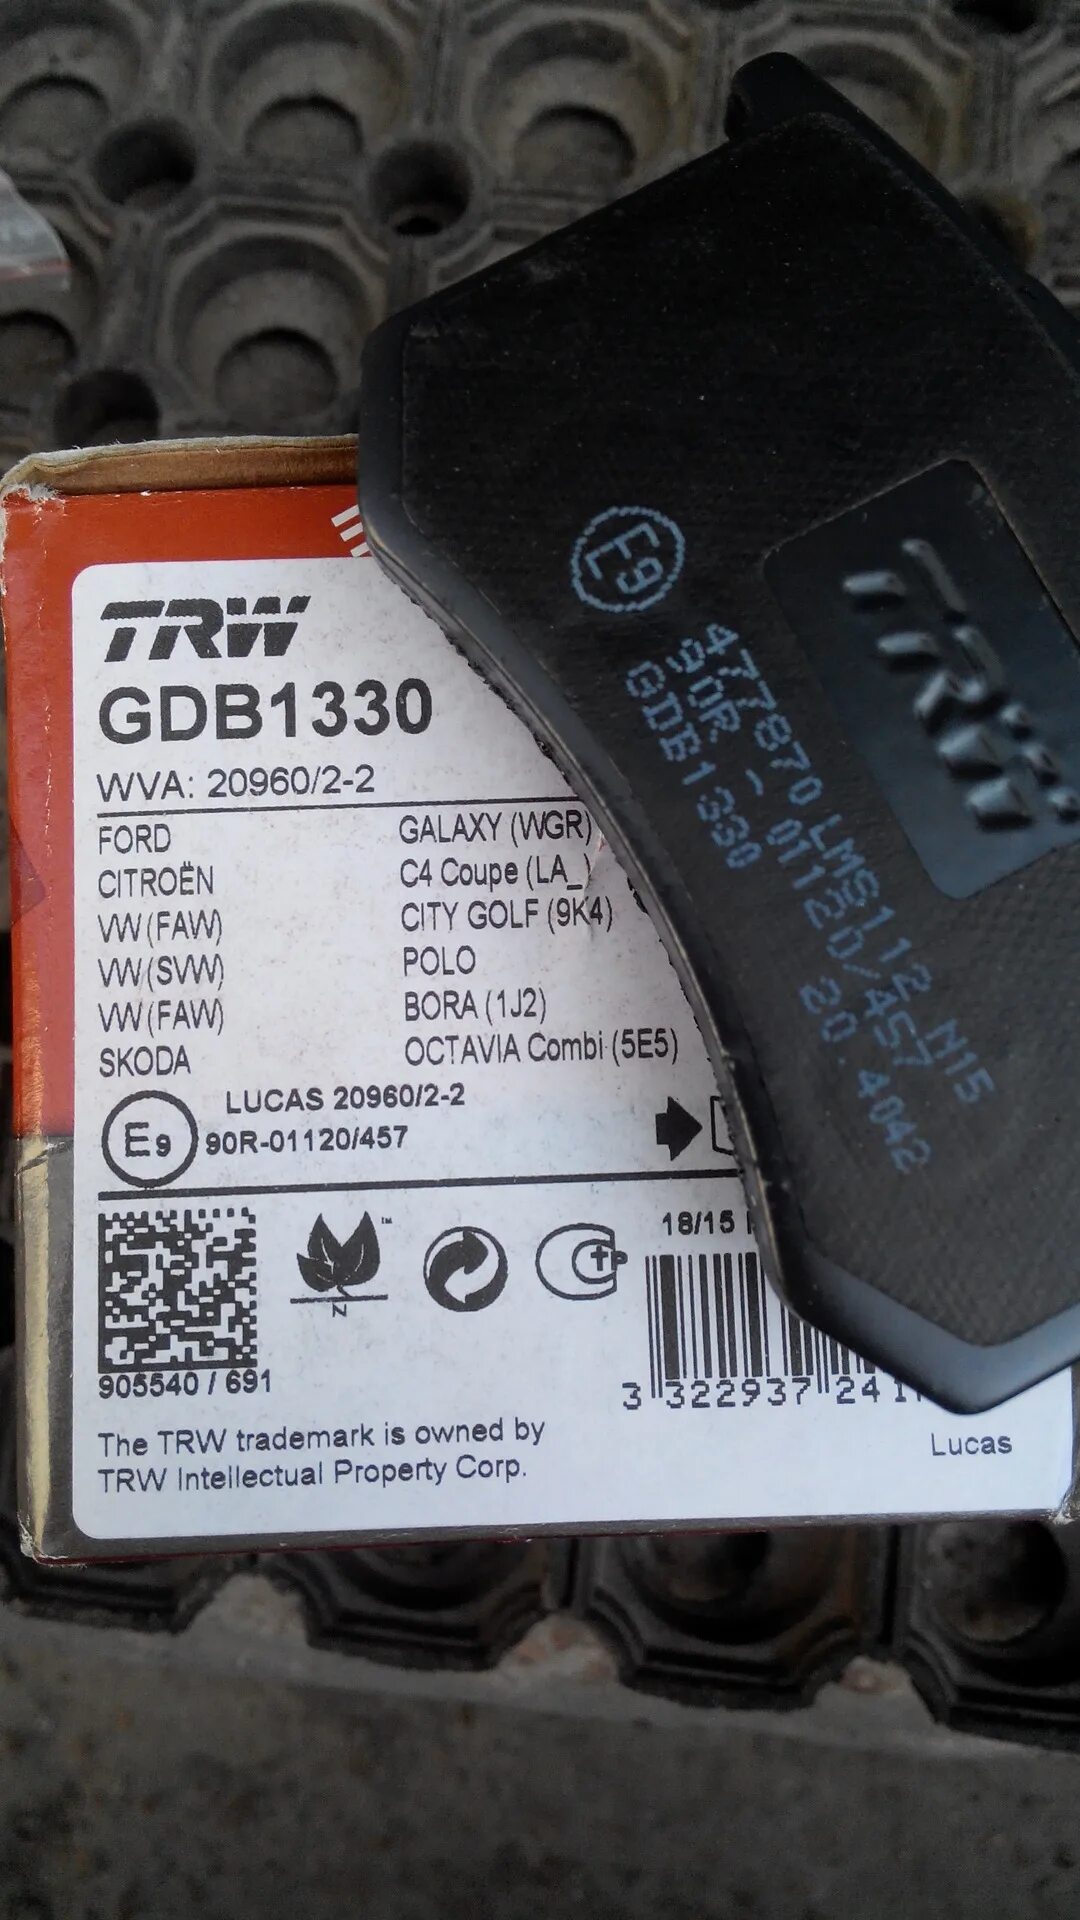 TRW
GDB1330
WVA: 20960/2-2
FORD GALAXY (WGR)
CITROËN C4 Coupe (LA_)
VW (FAW) CITY GOLF (9K4)
VW (SVW) POLO
VW (FAW) BORA (1J2)
SKODA OCTAVIA Combi (5E5)
LUCAS 20960/2-2
E9 90R-01120/457
18/15
N
905540 / 691
3 322937 241
The TRW trademark is owned by
TRW Intellectual Property Corp.
Lucas
E9
477870 LMS112 N15
90R - 01120/457
GDB1330 20.4042
TRW